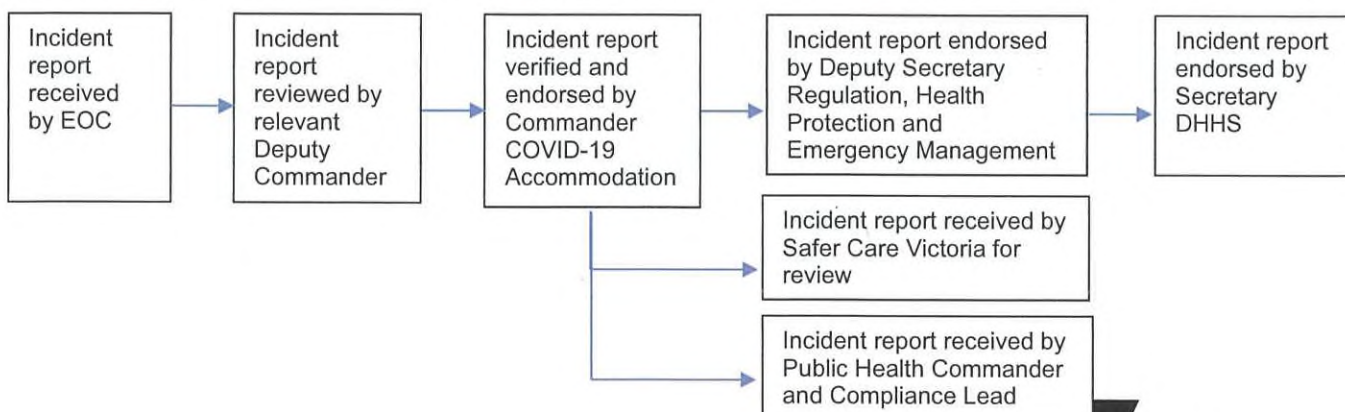 Incident
report
received
by EOC
Incident
report
reviewed by
relevant
Deputy
Commander
Incident report
verified and
endorsed by
Commander
COVID-19
Accommodation
Incident report endorsed
by Deputy Secretary
Regulation, Health
Protection and
Emergency Management
Incident report
endorsed by
Secretary
DHHS
Incident report received by
Safer Care Victoria for
review
Incident report received by
Public Health Commander
and Compliance Lead